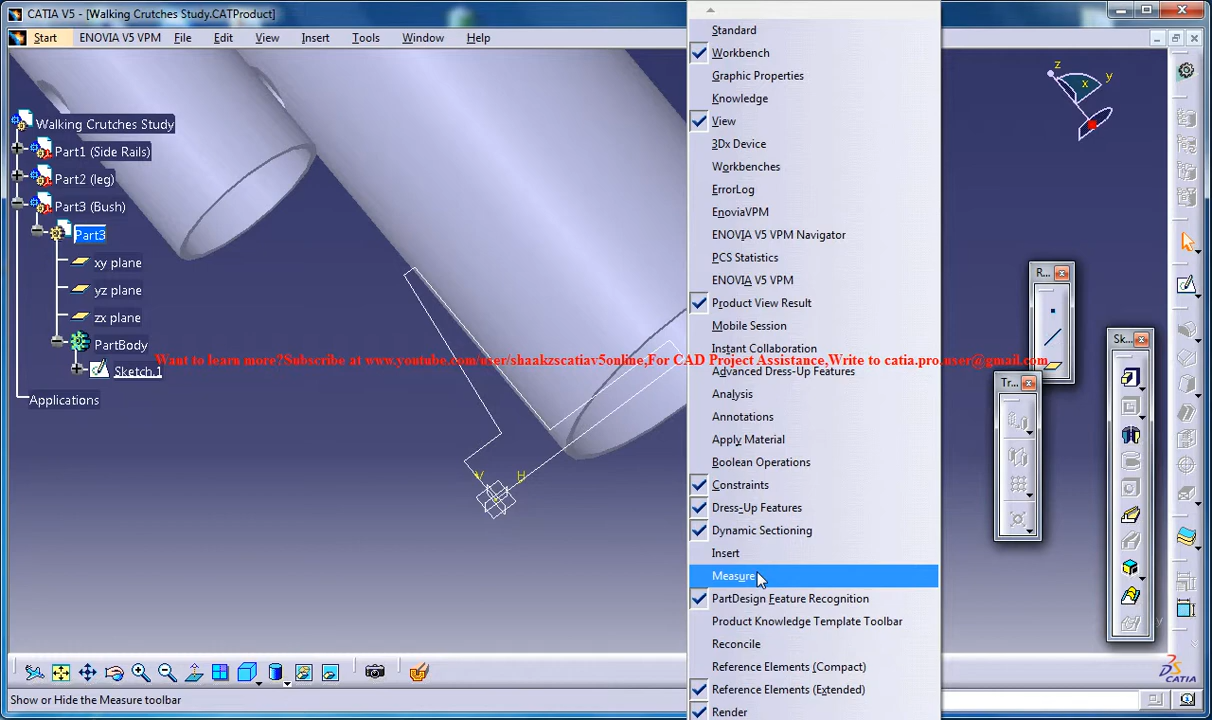 CATIA V5 - [Walking Crutches Study.CATProduct]
Start ENOVIA V5 VPM File Edit View Insert Tools Window Help
Walking Crutches Study
Part1 (Side Rails)
Part2 (leg)
Part3 (Bush)
Part3
xy plane
yz plane
zx plane
PartBody
Sketch.1
Applications
Want to learn more?Subscribe at www.youtube.com/user/shaakzscatiav5online,For CAD Project Assistance,Write to catia.pro.user@gmail.com
V H
Standard
Workbench
Graphic Properties
Knowledge
View
3Dx Device
Workbenches
ErrorLog
EnoviaVPM
ENOVIA V5 VPM Navigator
PCS Statistics
ENOVIA V5 VPM
Product View Result
Mobile Session
Instant Collaboration
Advanced Dress-Up Features
Analysis
Annotations
Apply Material
Boolean Operations
Constraints
Dress-Up Features
Dynamic Sectioning
Insert
Measure
PartDesign Feature Recognition
Product Knowledge Template Toolbar
Reconcile
Reference Elements (Compact)
Reference Elements (Extended)
Render
z
y
x
R...
Sk...
Tr...
y
Show or Hide the Measure toolbar
DS
CATIA